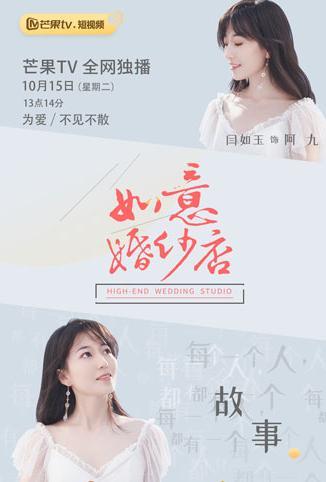 芒果tv·短视频
芒果TV 全网独播
10月15日(星期二)
13点14分
为爱 / 不见不散
闫如玉 饰 阿九
如意
婚纱店
HIGH-END WEDDING STUDIO
每一个人,
都有一个
故事